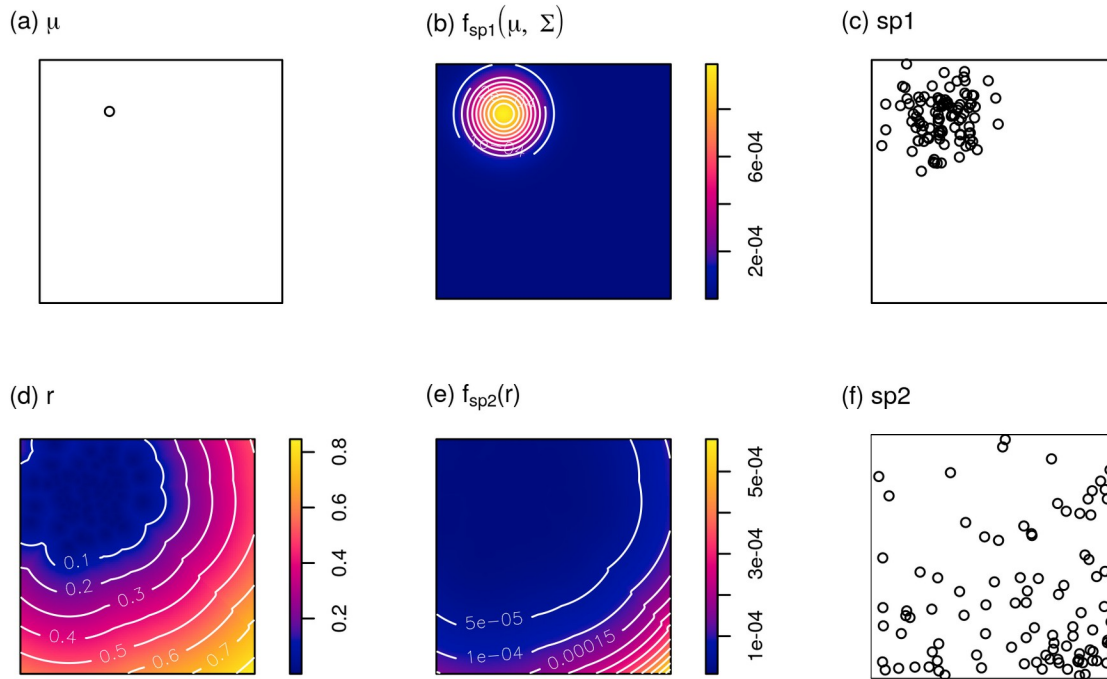 (a) μ
(b) fsp1(μ, Σ)
(c) sp1
2e-04
6e-04
(d) r
(e) fsp2(r)
(f) sp2
0.1
0.2
0.3
0.4
0.5
0.6
0.7
0.2
0.4
0.6
0.8
5e-05
1e-04
0.00015
1e-04
3e-04
5e-04